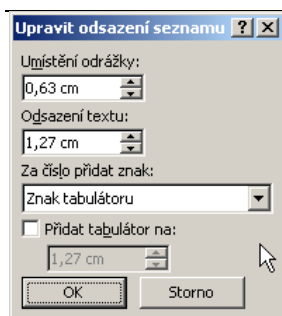 Upravit odsazení seznamu
Umístění odrážky:
0,63 cm
Odsazení textu:
1,27 cm
Za číslo přidat znak:
Znak tabulátoru
Přidat tabulátor na:
1,27 cm
OK Storno